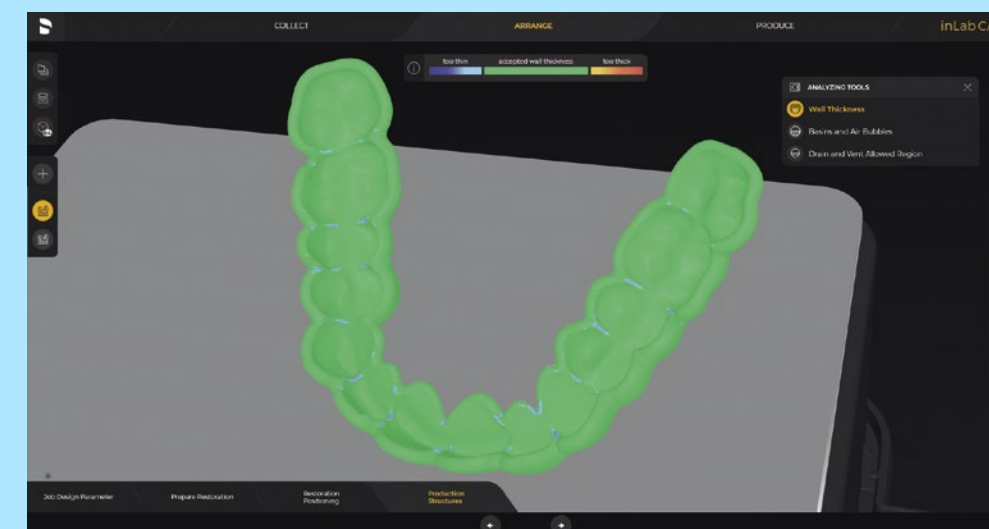 COLLECT
ARRANGE
PRODUCE
inLab CA
too thin
accepted wall thickness
too thick
ANALYZING TOOLS
Wall Thickness
Basins and Air Bubbles
Drain and Vent Allowed Region
Job Design Parameter
Prepare Restoration
Restoration
Positioning
Production
Structures